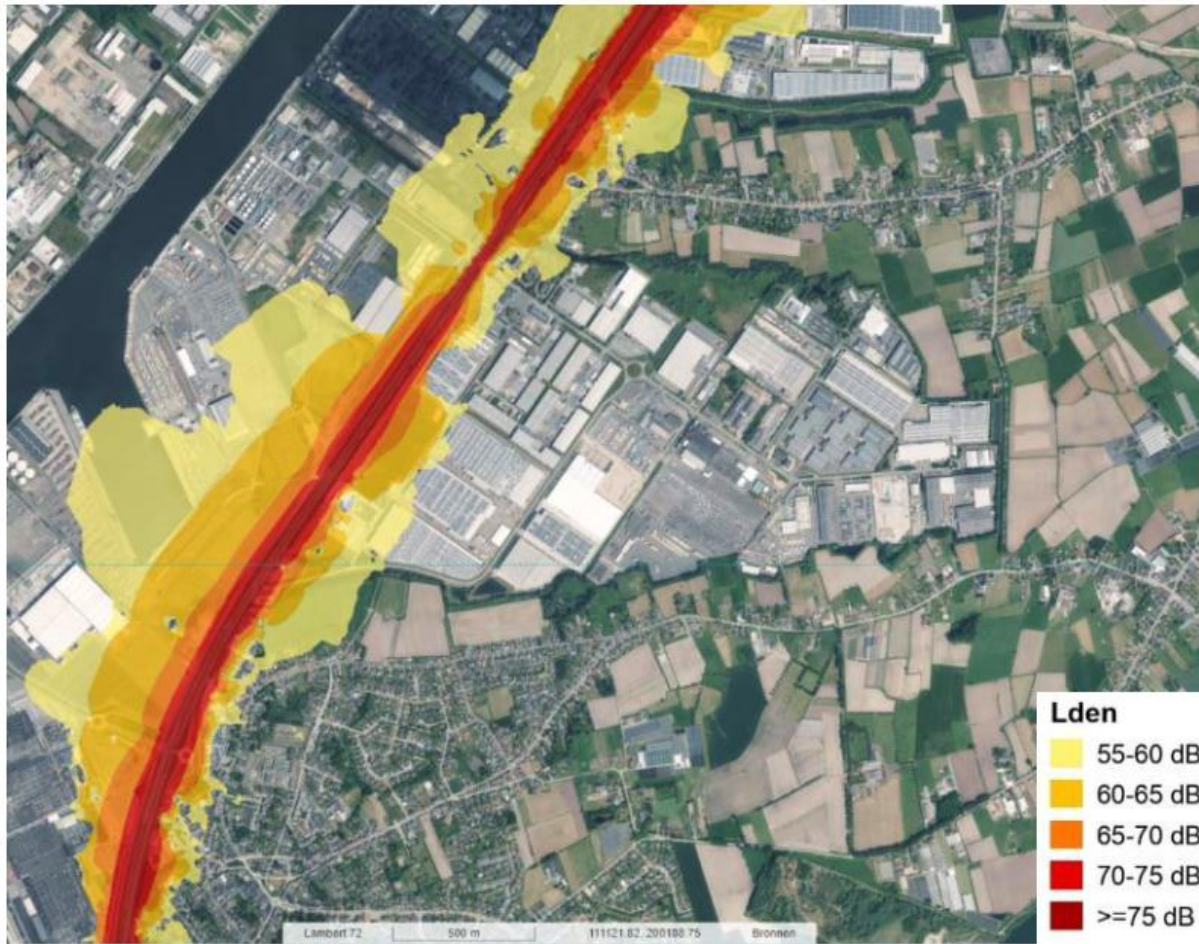 Lden
55-60 dB
60-65 dB
65-70 dB
70-75 dB
>=75 dB
Lambert 72 500 m 111121.82, 200188.75 Bronnen